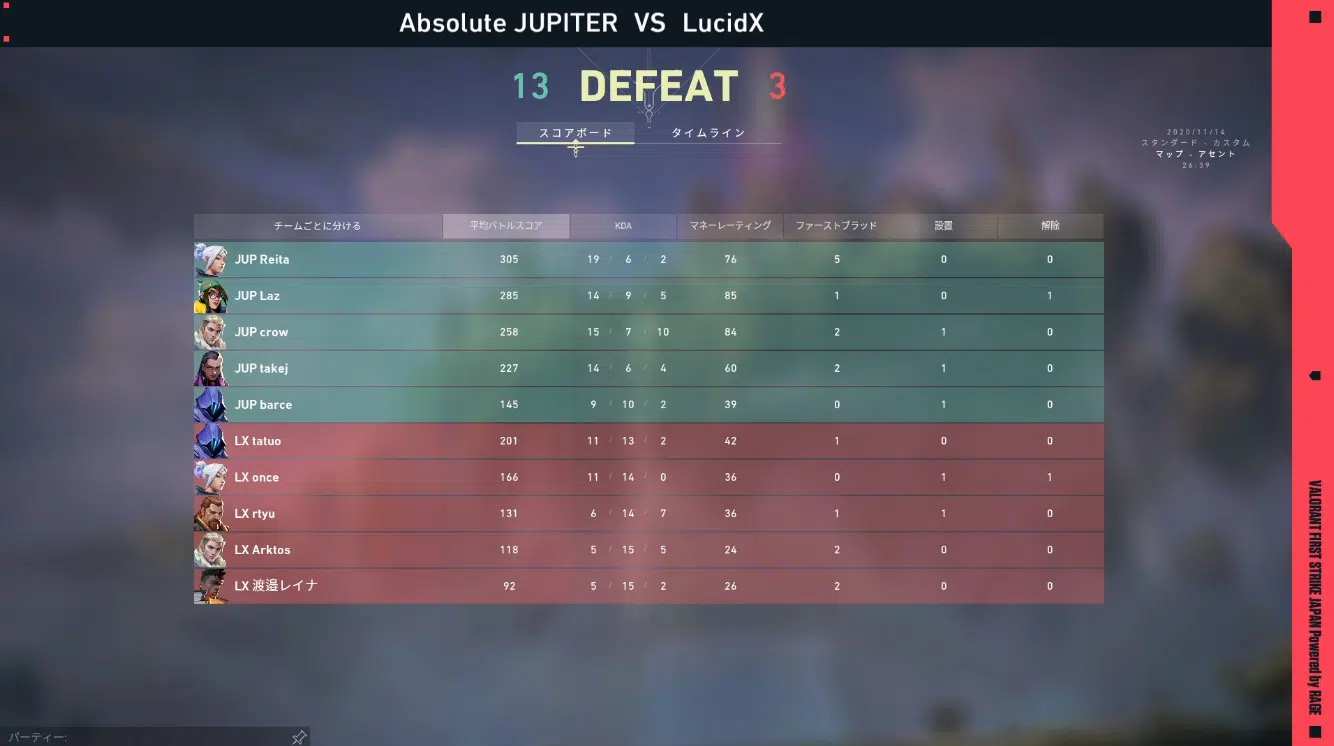 Absolute JUPITER VS LucidX
13 DEFEAT 3
スコアボード タイムライン
2020/11/14
スタンダード - カスタム
マップ - アセント
26:39
チームごとに分ける 平均バトルスコア KDA マネーレーティング ファーストブラッド 設置 解除
JUP Reita 305 19 / 6 / 2 76 5 0 0
JUP Laz 285 14 / 9 / 5 85 1 0 1
JUP crow 258 15 / 7 / 10 84 2 1 0
JUP takej 227 14 / 6 / 4 60 2 1 0
JUP barce 145 9 / 10 / 2 39 0 1 0
LX tatuo 201 11 / 13 / 2 42 1 0 0
LX once 166 11 / 14 / 0 36 0 1 1
LX rtyu 131 6 / 14 / 7 36 1 1 0
LX Arktos 118 5 / 15 / 5 24 2 0 0
LX 渡邉レイナ 92 5 / 15 / 2 26 2 0 0
VALORANT FIRST STRIKE JAPAN Powered by RAGE
パーティー: